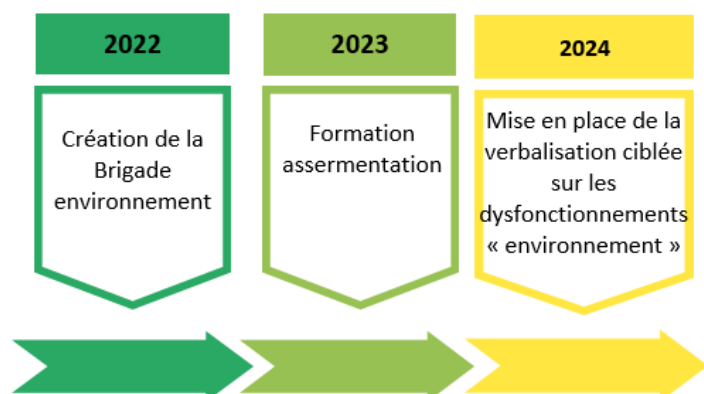 2022
Création de la
Brigade
environnement
2023
Formation
assermentation
2024
Mise en place de la
verbalisation ciblée
sur les
dysfonctionnements
« environnement »